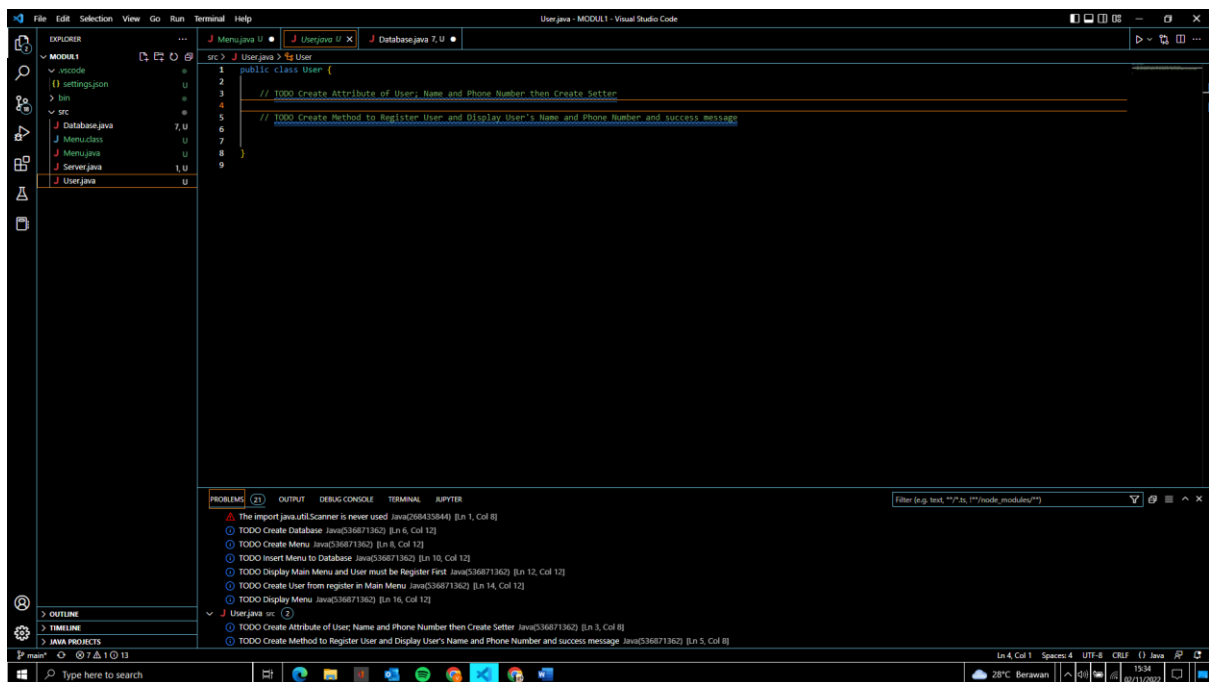 File Edit Selection View Go Run Terminal Help
User.java - MODUL1 - Visual Studio Code
EXPLORER
MODUL1
.vscode
{} settings.json U
bin
src
J Database.java 7, U
J Menu.class U
J Menu.java U
J Server.java 1, U
J User.java U
OUTLINE
TIMELINE
JAVA PROJECTS
J Menu.java U J User.java U X J Database.java 7, U
src > J User.java > User
1 public class User {
2
3 // TODO Create Attribute of User; Name and Phone Number then Create Setter
4
5 // TODO Create Method to Register User and Display User's Name and Phone Number and success message
6
7
8 }
9
PROBLEMS 21 OUTPUT DEBUG CONSOLE TERMINAL JUPYTER
Filter (e.g. text, **/*.ts, !**/node_modules/**)
The import java.util.Scanner is never used Java(268435844) [Ln 1, Col 8]
TODO Create Database Java(536871362) [Ln 6, Col 12]
TODO Create Menu Java(536871362) [Ln 8, Col 12]
TODO Insert Menu to Database Java(536871362) [Ln 10, Col 12]
TODO Display Main Menu and User must be Register First Java(536871362) [Ln 12, Col 12]
TODO Create User from register in Main Menu Java(536871362) [Ln 14, Col 12]
TODO Display Menu Java(536871362) [Ln 16, Col 12]
J User.java src 2
TODO Create Attribute of User; Name and Phone Number then Create Setter Java(536871362) [Ln 3, Col 8]
TODO Create Method to Register User and Display User's Name and Phone Number and success message Java(536871362) [Ln 5, Col 8]
main* 7 1 13
Ln 4, Col 1 Spaces: 4 UTF-8 CRLF {} Java
Type here to search
28°C Berawan
15:34
02/11/2022